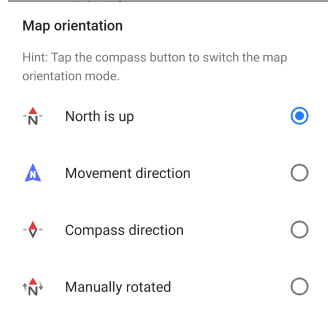 Map orientation
Hint: Tap the compass button to switch the map
orientation mode.
N North is up
N Movement direction
Compass direction
N Manually rotated